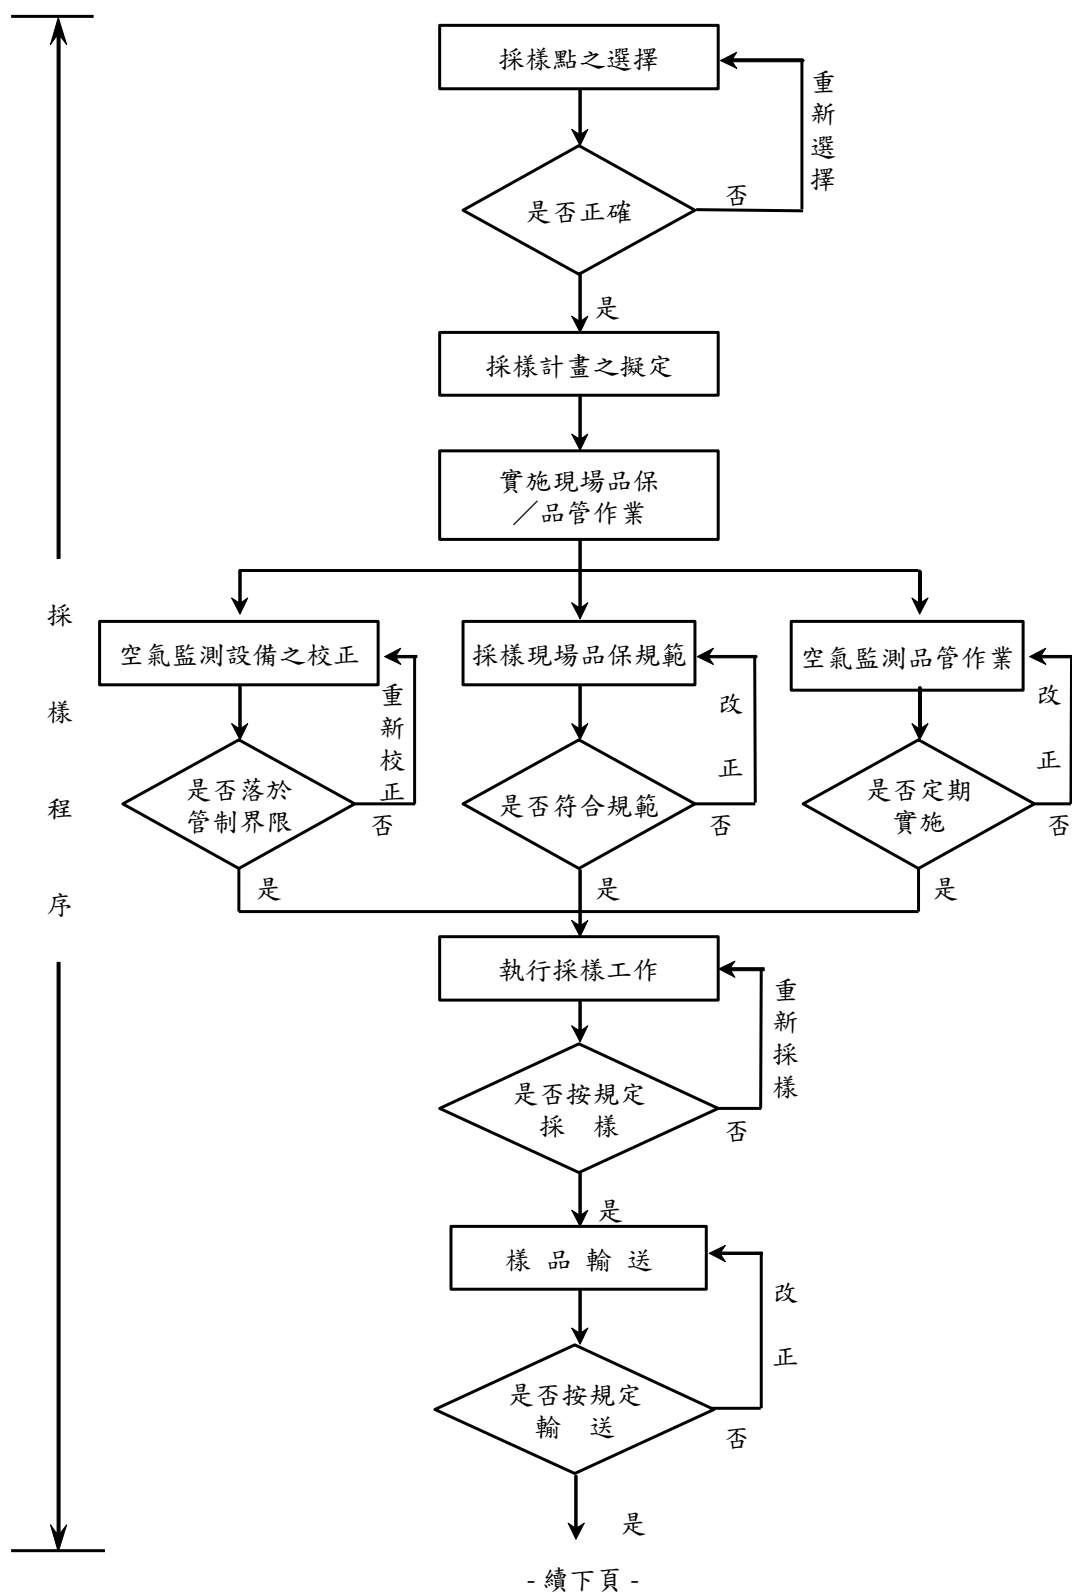 採樣點之選擇
重新選擇
是否正確
否
是
採樣計畫之擬定
實施現場品保
／品管作業
採樣程序
空氣監測設備之校正
採樣現場品保規範
空氣監測品管作業
重新校正
改正
改正
是否落於
管制界限
否
是否符合規範
否
是否定期
實施
否
是
是
是
執行採樣工作
重新採樣
是否按規定
採 樣
否
是
樣品輸送
改正
是否按規定
輸 送
否
是
- 續下頁 -